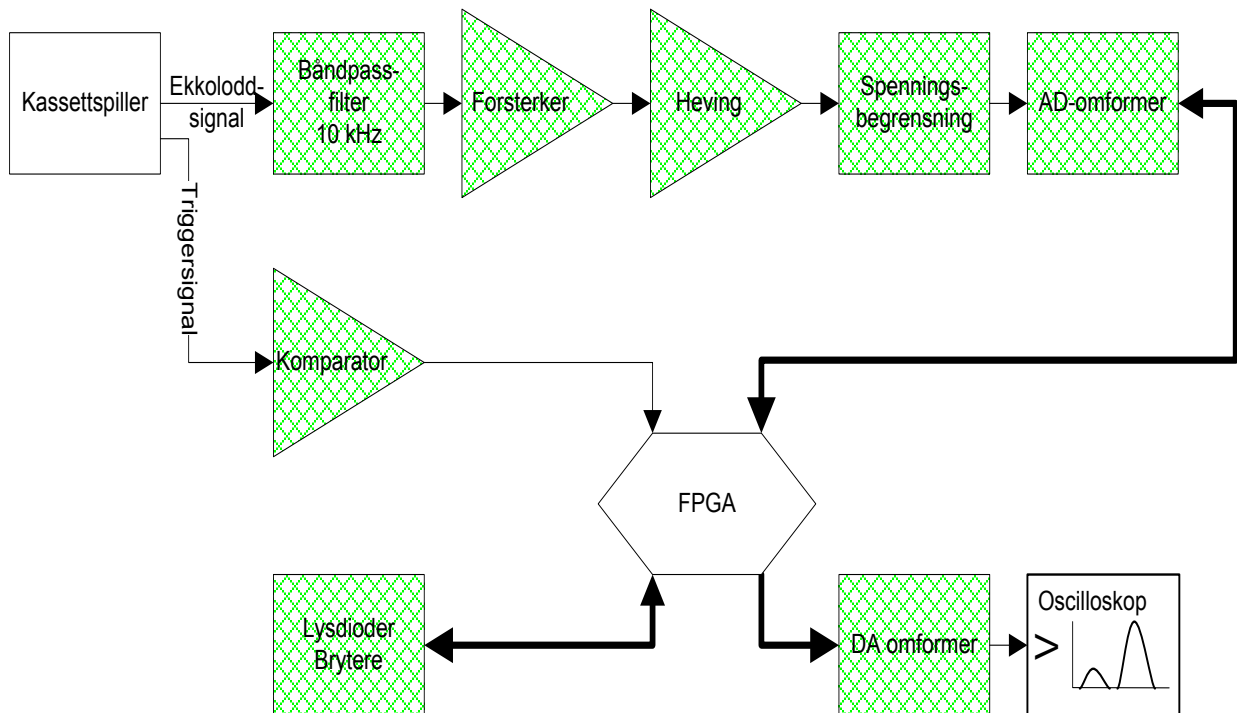 Kassettspiller
Ekkolodd-
signal
Båndpass-
filter
10 kHz
Forsterker
Heving
Spennings-
begrensning
AD-omformer
Triggersignal
Komparator
FPGA
Lysdioder
Brytere
DA omformer
Oscilloskop
>